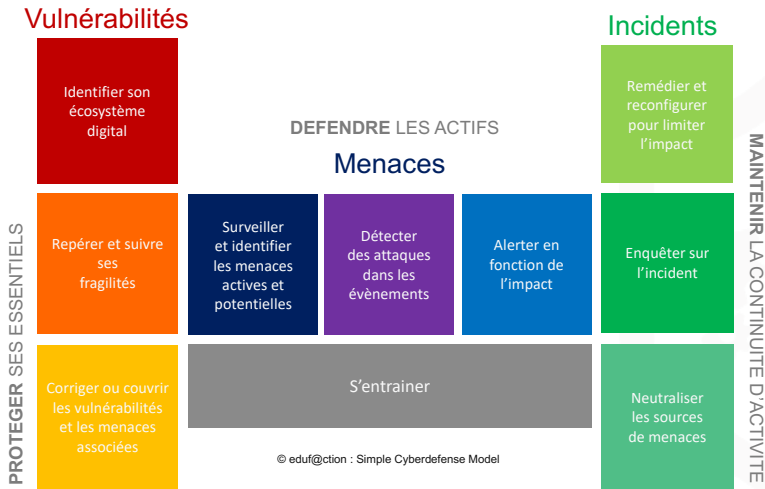 Vulnérabilités
Incidents
Identifier son
écosystème
digital
Remédier et
reconfigurer
pour limiter
l'impact
DEFENDRE LES ACTIFS
Menaces
PROTEGER SES ESSENTIELS
Repérer et suivre
ses
fragilités
Surveiller
et identifier
les menaces
actives et
potentielles
Détecter
des attaques
dans les
évènements
Alerter en
fonction de
l'impact
Enquêter sur
l'incident
MAINTENIR LA CONTINUITE D'ACTIVITE
Corriger ou couvrir
les vulnérabilités
et les menaces
associées
S'entrainer
Neutraliser
les sources
de menaces
© eduf@ction : Simple Cyberdefense Model